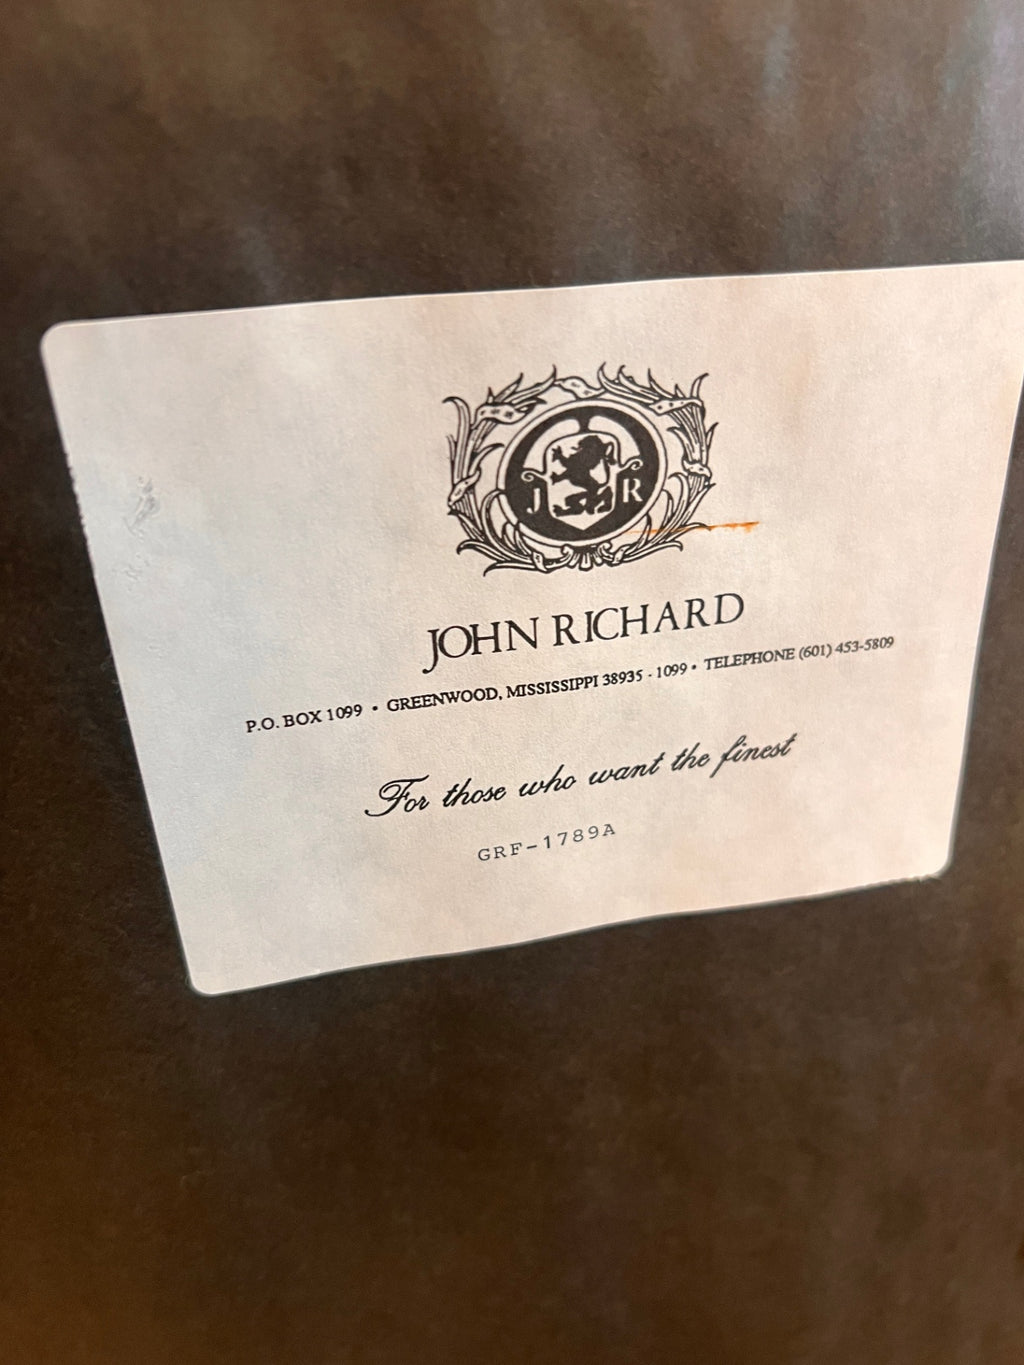 J R
JOHN RICHARD
P.O. BOX 1099 • GREENWOOD, MISSISSIPPI 38935 - 1099 • TELEPHONE (601) 453-5809
For those who want the finest
GRF-1789A